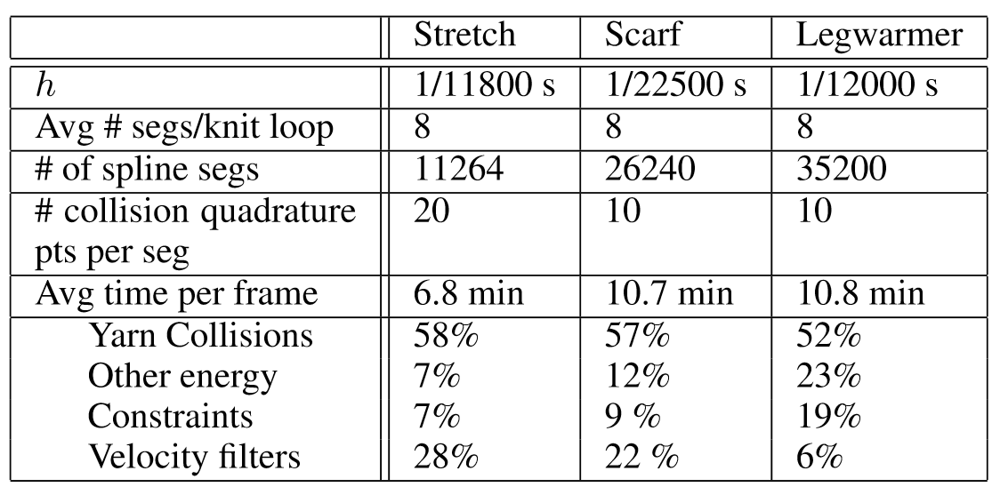 Stretch Scarf Legwarmer
h 1/11800 s 1/22500 s 1/12000 s
Avg # segs/knit loop 8 8 8
# of spline segs 11264 26240 35200
# collision quadrature 20 10 10
pts per seg
Avg time per frame 6.8 min 10.7 min 10.8 min
Yarn Collisions 58% 57% 52%
Other energy 7% 12% 23%
Constraints 7% 9 % 19%
Velocity filters 28% 22 % 6%